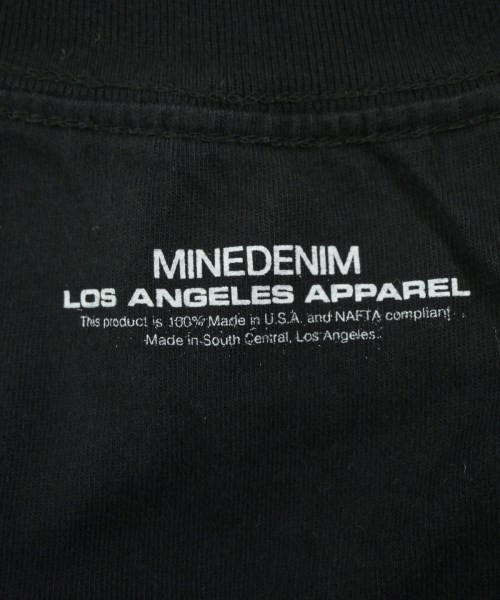 MINEDENIM
LOS ANGELES APPAREL
This product is 100% Made in U.S.A. and NAFTA compliant
Made in South Central, Los Angeles.